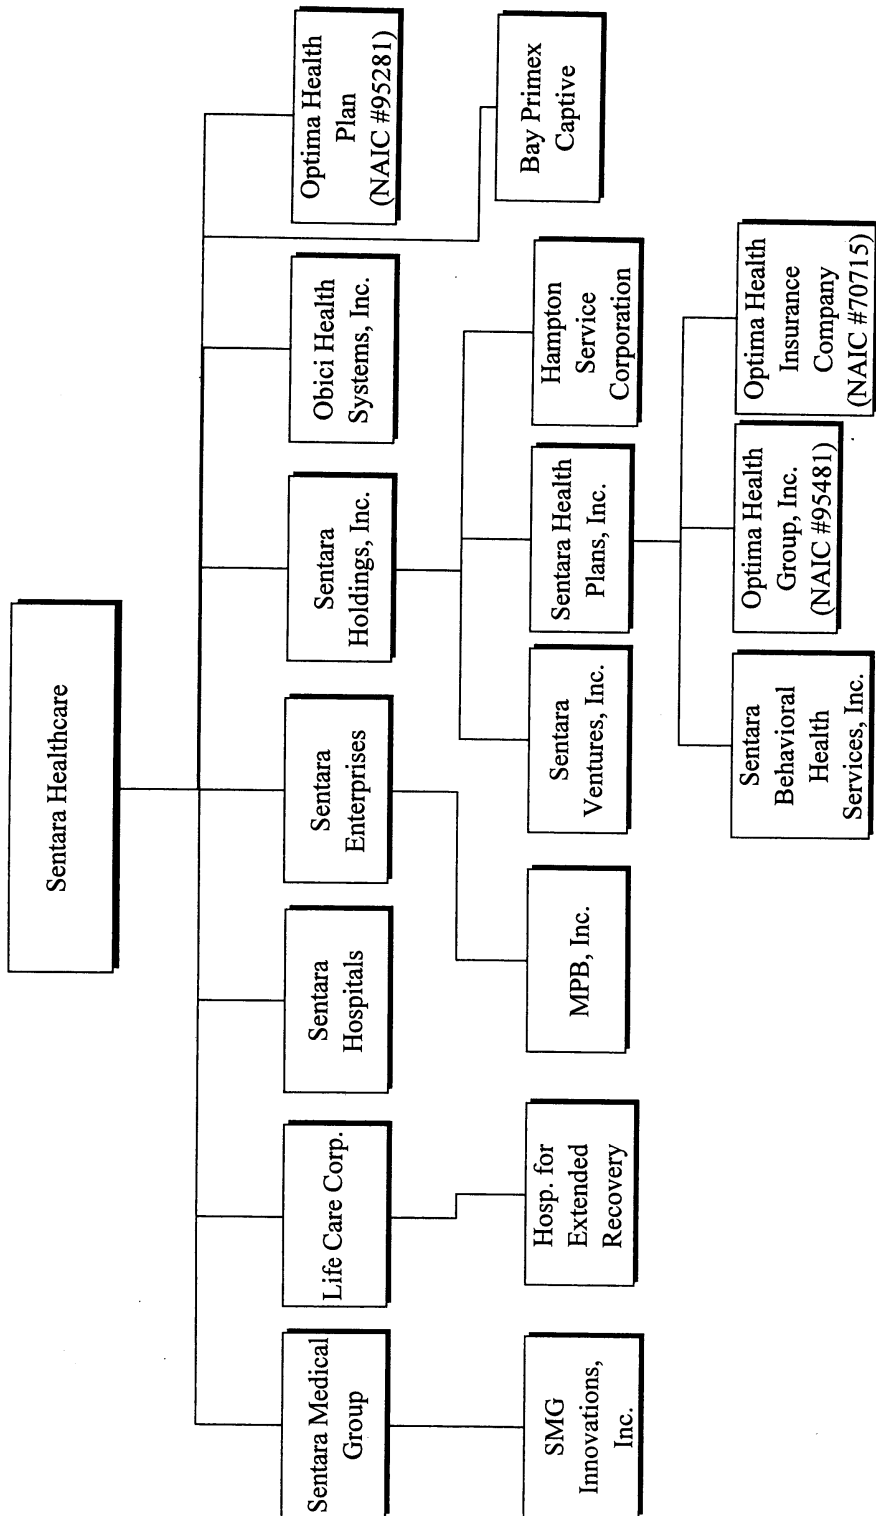 Sentara Healthcare
Sentara Medical
Group
Life Care Corp.
Sentara
Hospitals
Sentara
Enterprises
Sentara
Holdings, Inc.
Obici Health
Systems, Inc.
Optima Health
Plan
(NAIC #95281)
SMG
Innovations,
Inc.
Hosp. for
Extended
Recovery
MPB, Inc.
Sentara
Ventures, Inc.
Sentara Health
Plans, Inc.
Hampton
Service
Corporation
Bay Primex
Captive
Sentara
Behavioral
Health
Services, Inc.
Optima Health
Group, Inc.
(NAIC #95481)
Optima Health
Insurance
Company
(NAIC #70715)